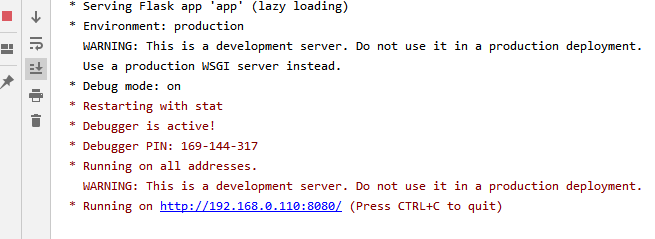 * Serving Flask app 'app' (lazy loading)
* Environment: production
WARNING: This is a development server. Do not use it in a production deployment.
Use a production WSGI server instead.
* Debug mode: on
* Restarting with stat
* Debugger is active!
* Debugger PIN: 169-144-317
* Running on all addresses.
WARNING: This is a development server. Do not use it in a production deployment.
* Running on http://192.168.0.110:8080/ (Press CTRL+C to quit)